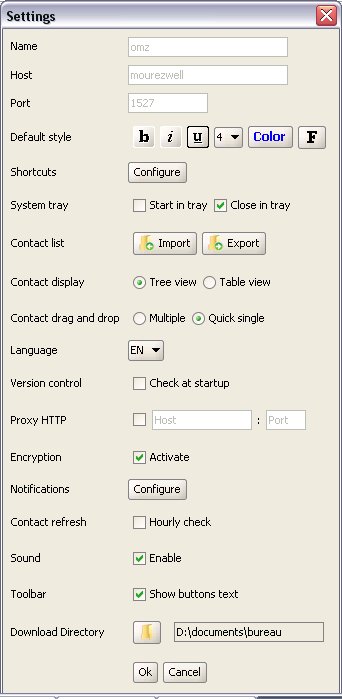 Settings
Name omz
Host mourezwell
Port 1527
Default style b i u 4 Color F
Shortcuts Configure
System tray Start in tray Close in tray
Contact list Import Export
Contact display Tree view Table view
Contact drag and drop Multiple Quick single
Language EN
Version control Check at startup
Proxy HTTP Host : Port
Encryption Activate
Notifications Configure
Contact refresh Hourly check
Sound Enable
Toolbar Show buttons text
Download Directory D:\documents\bureau
Ok Cancel